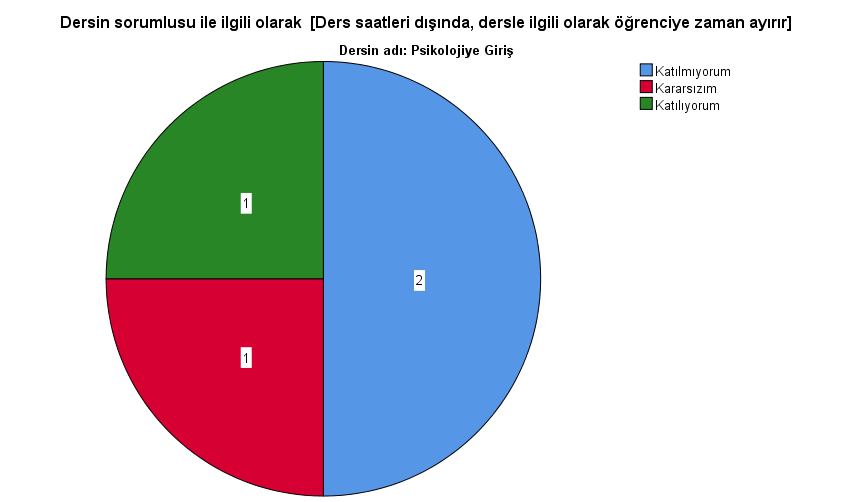 Dersin sorumlusu ile ilgili olarak [Ders saatleri dışında, dersle ilgili olarak öğrenciye zaman ayırır]
Dersin adı: Psikolojiye Giriş
Katılmıyorum
Kararsızım
Katılıyorum
1
2
1